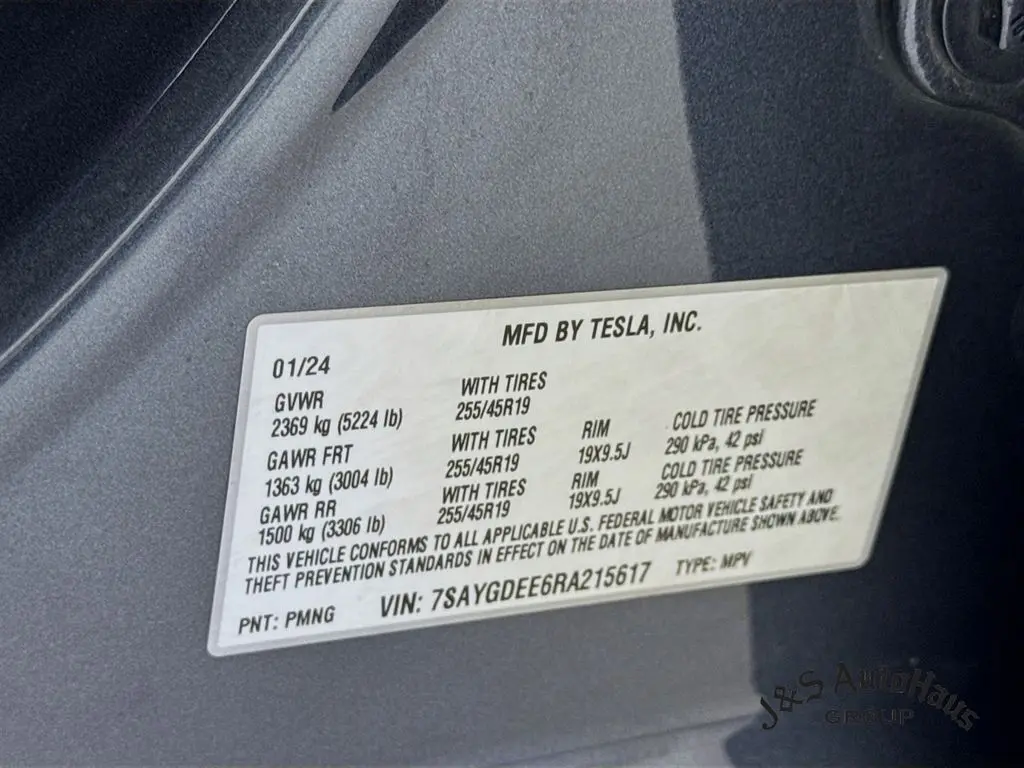 MFD BY TESLA, INC.
01/24
GVWR WITH TIRES
2369 kg (5224 lb) 255/45R19
GAWR FRT WITH TIRES RIM COLD TIRE PRESSURE
1363 kg (3004 lb) 255/45R19 19X9.5J 290 kPa, 42 psi
GAWR RR WITH TIRES RIM COLD TIRE PRESSURE
1500 kg (3306 lb) 255/45R19 19X9.5J 290 kPa, 42 psi
THIS VEHICLE CONFORMS TO ALL APPLICABLE U.S. FEDERAL MOTOR VEHICLE SAFETY AND
THEFT PREVENTION STANDARDS IN EFFECT ON THE DATE OF MANUFACTURE SHOWN ABOVE.
PNT: PMNG VIN: 7SAYGDEE6RA215617 TYPE: MPV
J&S AutoHaus
GROUP